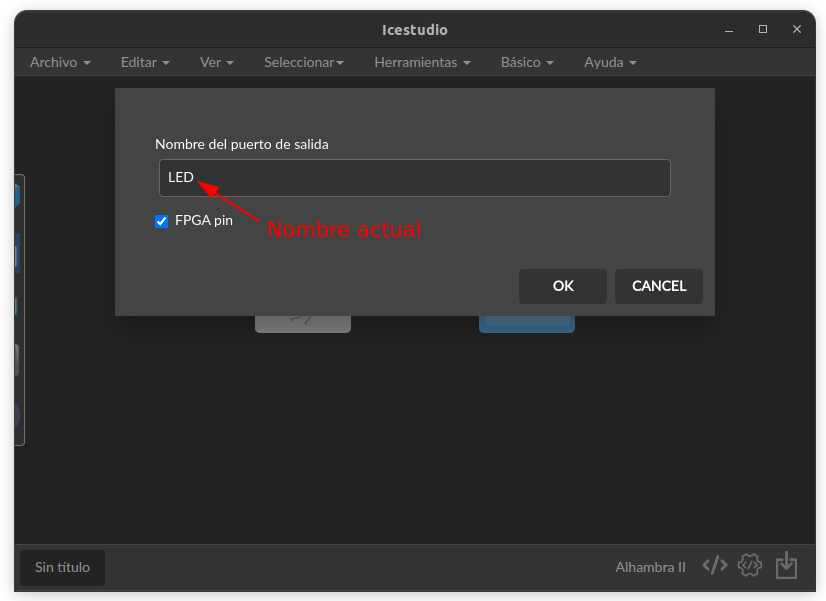 Icestudio
Archivo Editar Ver Seleccionar Herramientas Básico Ayuda
Nombre del puerto de salida
LED
FPGA pin
Nombre actual
OK CANCEL
Sin título Alhambra II